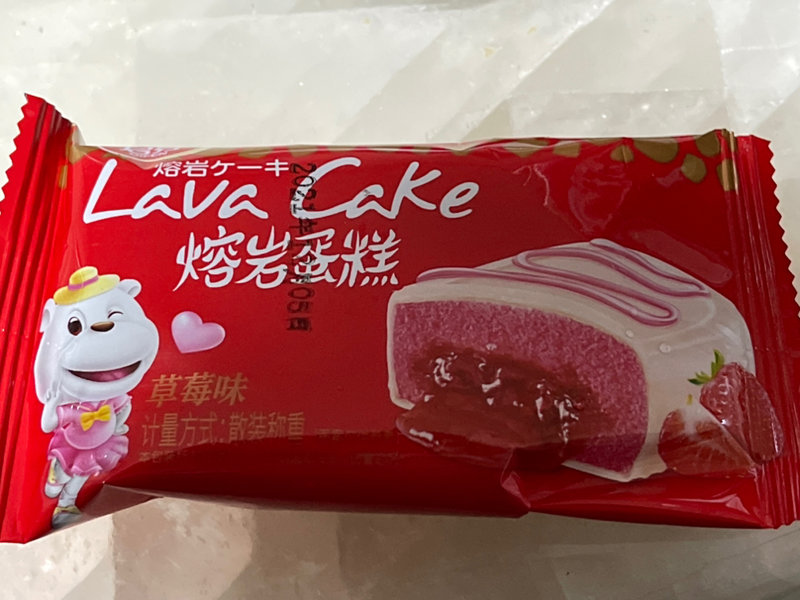 熔岩ケーキ
Lava Cake
熔岩蛋糕
草莓味
计量方式:散装称重